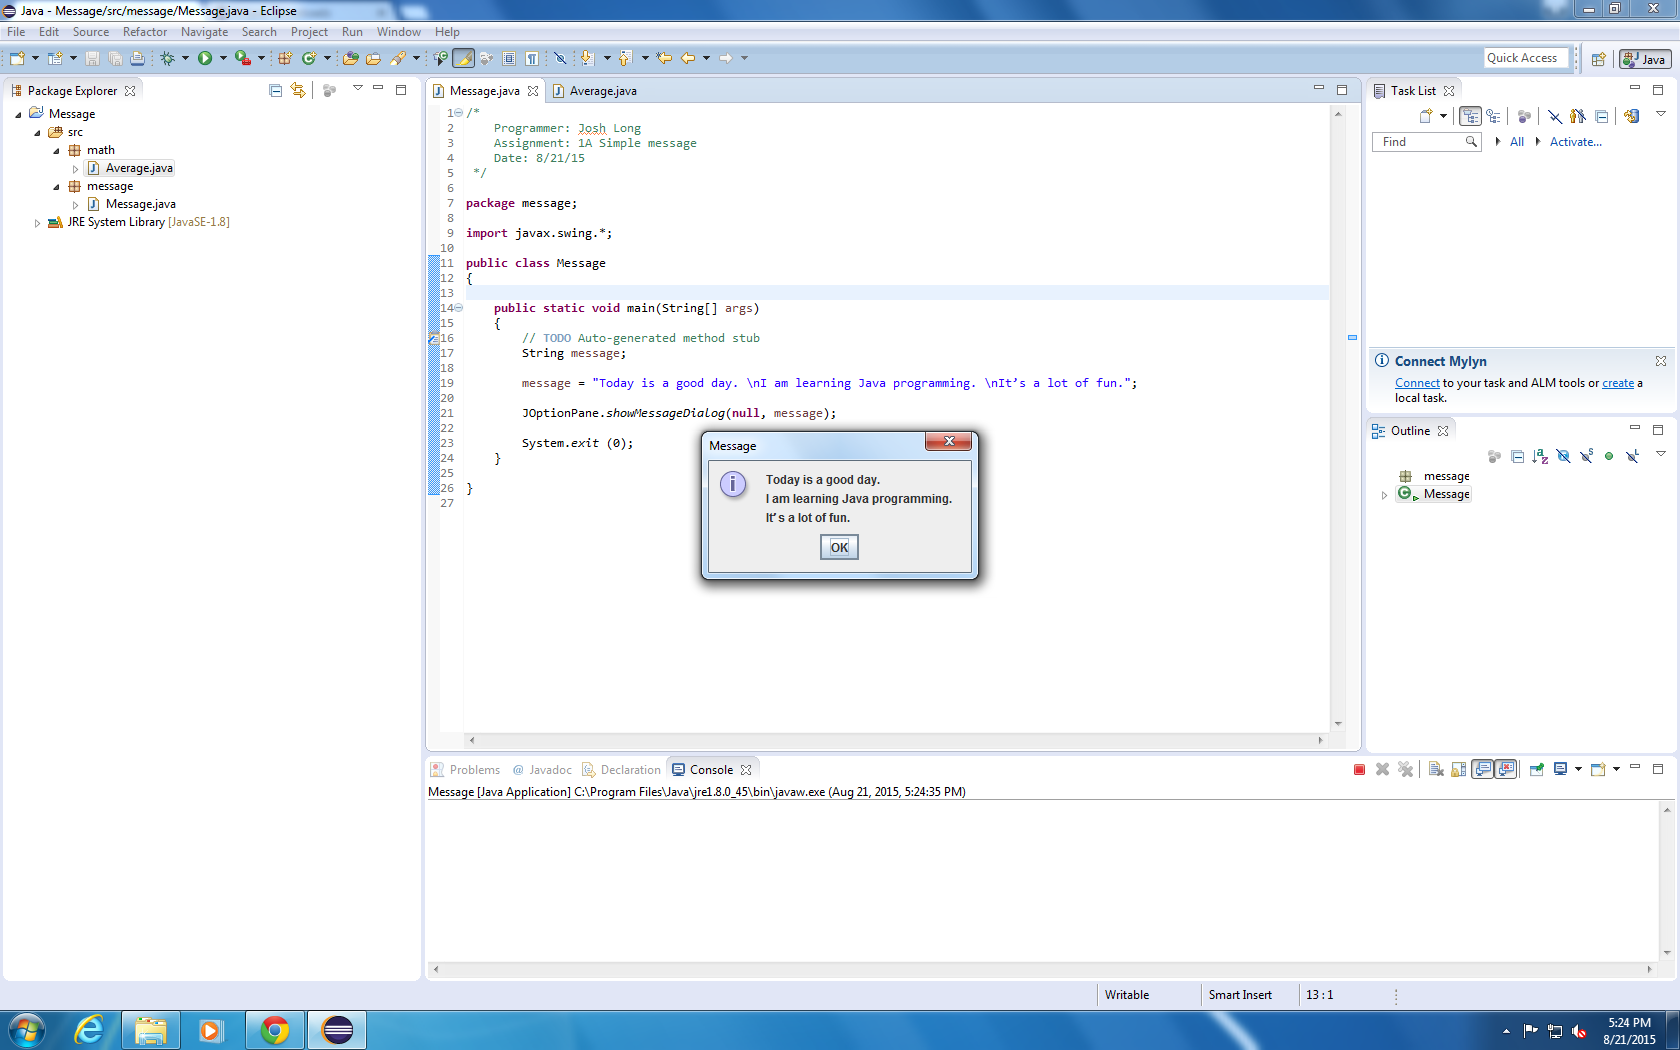 Java - Message/src/message/Message.java - Eclipse
File Edit Source Refactor Navigate Search Project Run Window Help
Quick Access
Java
Package Explorer
Message
src
math
Average.java
message
Message.java
JRE System Library [JavaSE-1.8]
Message.java
Average.java
1 /*
2 Programmer: Josh Long
3 Assignment: 1A Simple message
4 Date: 8/21/15
5 */
6
7 package message;
8
9 import javax.swing.*;
10
11 public class Message
12 {
13
14 public static void main(String[] args)
15 {
16 // TODO Auto-generated method stub
17 String message;
18
19 message = "Today is a good day. \nI am learning Java programming. \nIt’s a lot of fun.";
20
21 JOptionPane.showMessageDialog(null, message);
22
23 System.exit (0);
24 }
25
26 }
27
Message
Today is a good day.
I am learning Java programming.
It’s a lot of fun.
OK
Task List
Find
All
Activate...
Connect Mylyn
Connect to your task and ALM tools or create a
local task.
Outline
message
Message
Problems
@ Javadoc
Declaration
Console
Message [Java Application] C:\Program Files\Java\jre1.8.0_45\bin\javaw.exe (Aug 21, 2015, 5:24:35 PM)
Writable
Smart Insert
13 : 1
5:24 PM
8/21/2015